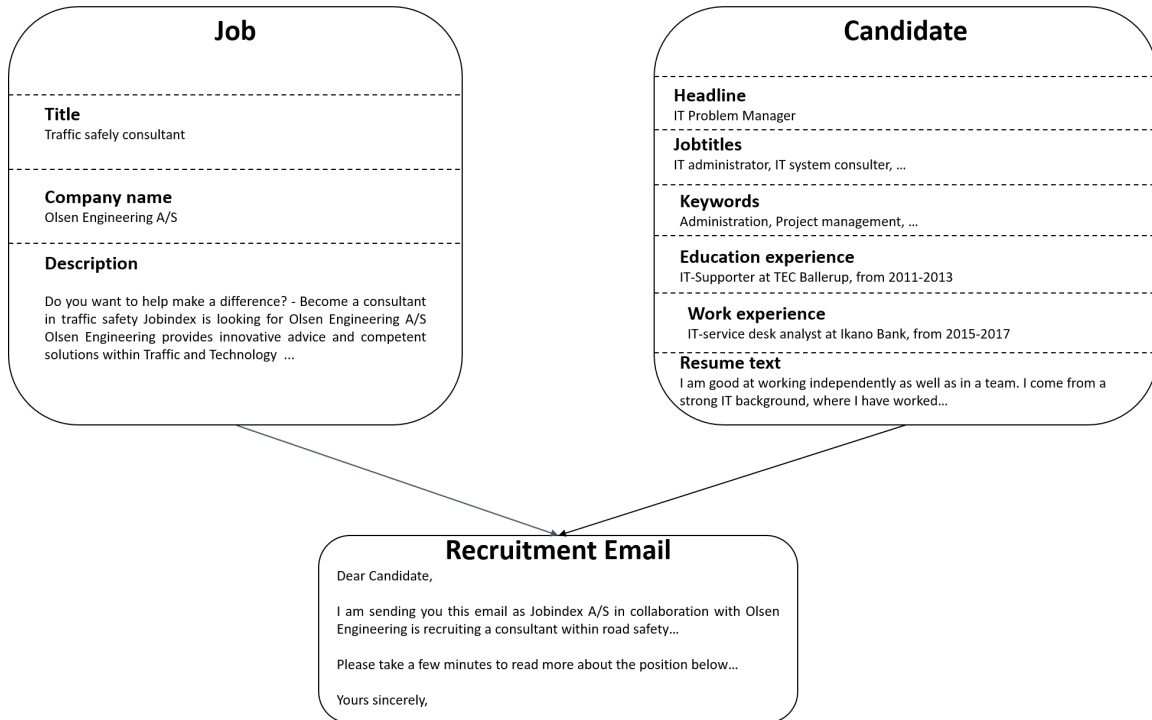 Job
Title
Traffic safely consultant
Company name
Olsen Engineering A/S
Description
Do you want to help make a difference? - Become a consultant
in traffic safety Jobindex is looking for Olsen Engineering A/S
Olsen Engineering provides innovative advice and competent
solutions within Traffic and Technology ...
Candidate
Headline
IT Problem Manager
Jobtitles
IT administrator, IT system consulter, ...
Keywords
Administration, Project management, ...
Education experience
IT-Supporter at TEC Ballerup, from 2011-2013
Work experience
IT-service desk analyst at Ikano Bank, from 2015-2017
Resume text
I am good at working independently as well as in a team. I come from a
strong IT background, where I have worked...
Recruitment Email
Dear Candidate,
I am sending you this email as Jobindex A/S in collaboration with Olsen
Engineering is recruiting a consultant within road safety...
Please take a few minutes to read more about the position below...
Yours sincerely,